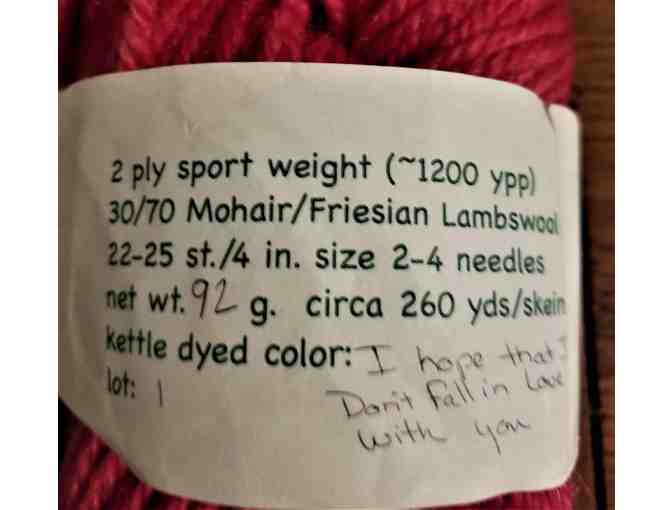 2 ply sport weight (~1200 ypp)
30/70 Mohair/Friesian Lambswool
22-25 st./4 in. size 2-4 needles
net wt. 92 g. circa 260 yds/skein
kettle dyed color: I hope that I
lot: 1 Don't Fall in Love
with you